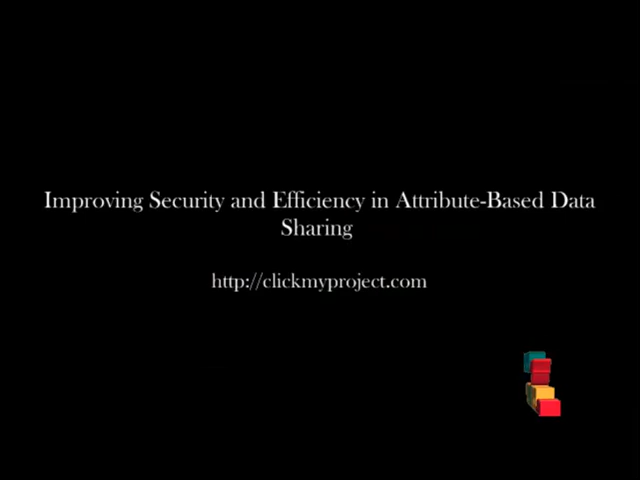 Improving Security and Efficiency in Attribute-Based Data
Sharing
http://clickmyproject.com